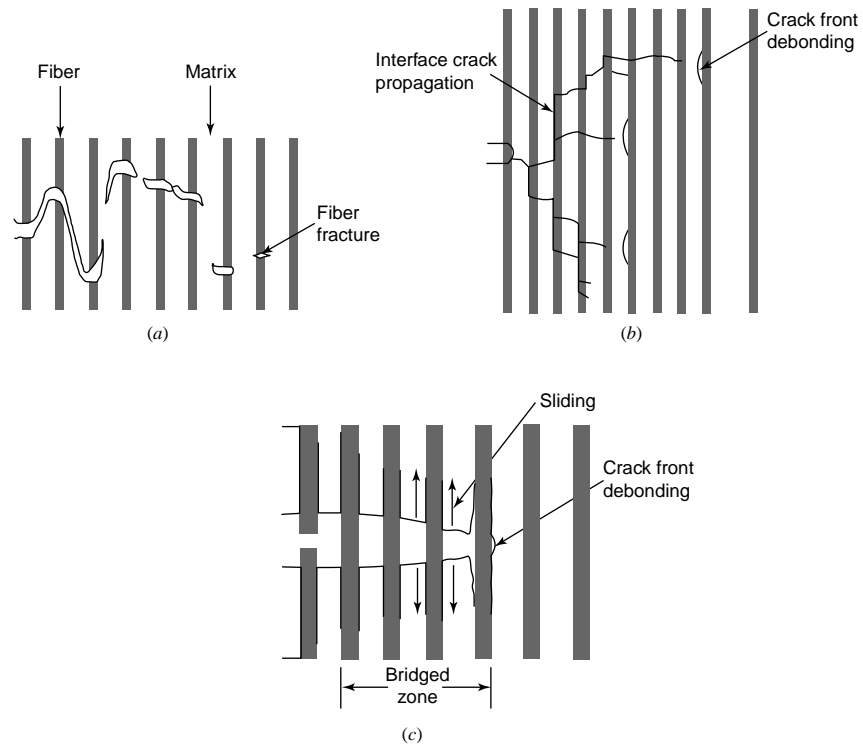 Fiber
Matrix
Fiber
fracture
(a)
Crack front
debonding
Interface crack
propagation
(b)
Sliding
Crack front
debonding
Bridged
zone
(c)